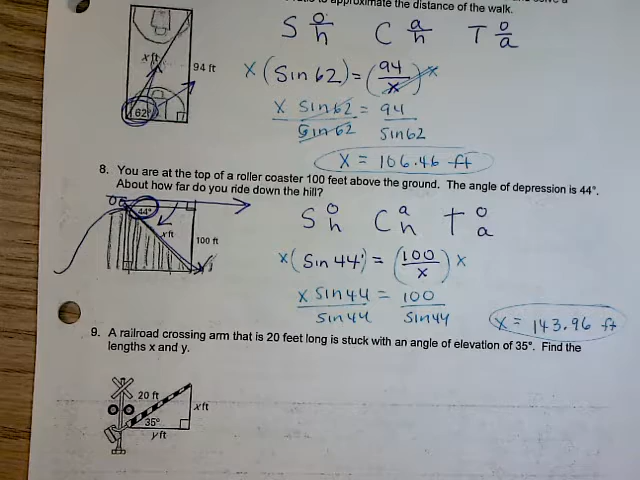 to approximate the distance of the walk.
S o/h C a/h T o/a
x ft
94 ft
62°
x (Sin 62) = (94/x) x
x sin62 = 94
sin 62 sin62
x = 106.46 ft
8. You are at the top of a roller coaster 100 feet above the ground. The angle of depression is 44°.
About how far do you ride down the hill?
44°
x ft
100 ft
S o/h C a/h T o/a
x (Sin 44°) = (100/x) x
x sin44 = 100
sin44 sin44
x = 143.96 ft
9. A railroad crossing arm that is 20 feet long is stuck with an angle of elevation of 35°. Find the
lengths x and y.
20 ft
x ft
35°
y ft